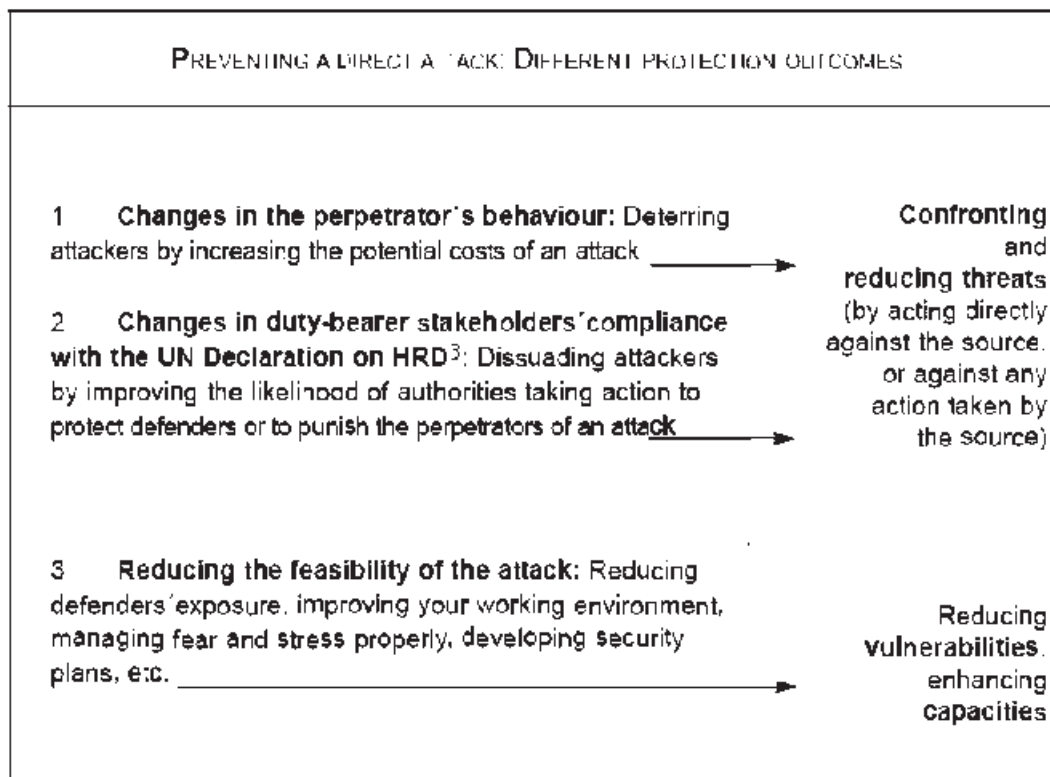 PREVENTING A DIRECT ATTACK: DIFFERENT PROTECTION OUTCOMES
1 Changes in the perpetrator´s behaviour: Deterring
attackers by increasing the potential costs of an attack
Confronting
and
reducing threats
(by acting directly
against the source,
or against any
action taken by
the source)
2 Changes in duty-bearer stakeholders´compliance
with the UN Declaration on HRD3: Dissuading attackers
by improving the likelihood of authorities taking action to
protect defenders or to punish the perpetrators of an attack
3 Reducing the feasibility of the attack: Reducing
defenders´exposure, improving your working environment,
managing fear and stress properly, developing security
plans, etc.
Reducing
vulnerabilities,
enhancing
capacities